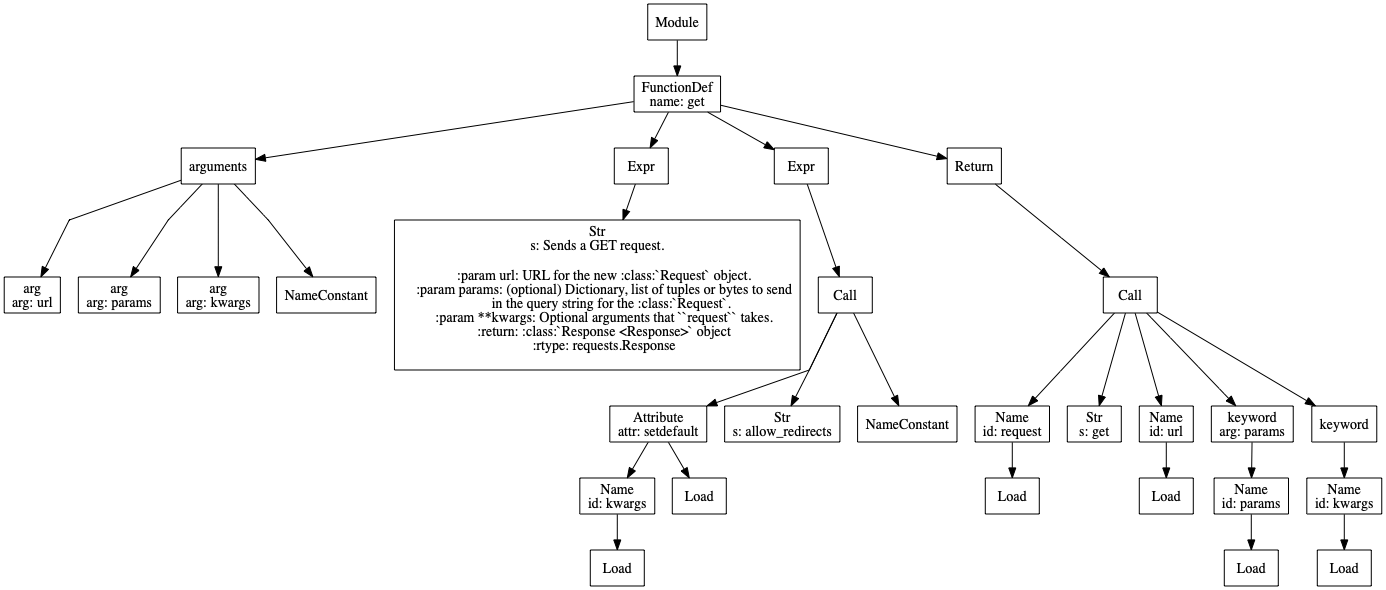 Module
FunctionDef
name: get
arguments
Expr
Expr
Return
Str
s: Sends a GET request.
:param url: URL for the new :class:`Request` object.
:param params: (optional) Dictionary, list of tuples or bytes to send
in the query string for the :class:`Request`.
:param **kwargs: Optional arguments that ``request`` takes.
:return: :class:`Response <Response>` object
:rtype: requests.Response
arg
arg: url
arg
arg: params
arg
arg: kwargs
NameConstant
Call
Call
Attribute
attr: setdefault
Str
s: allow_redirects
NameConstant
Name
id: request
Str
s: get
Name
id: url
keyword
arg: params
keyword
Name
id: kwargs
Load
Load
Load
Name
id: params
Name
id: kwargs
Load
Load
Load